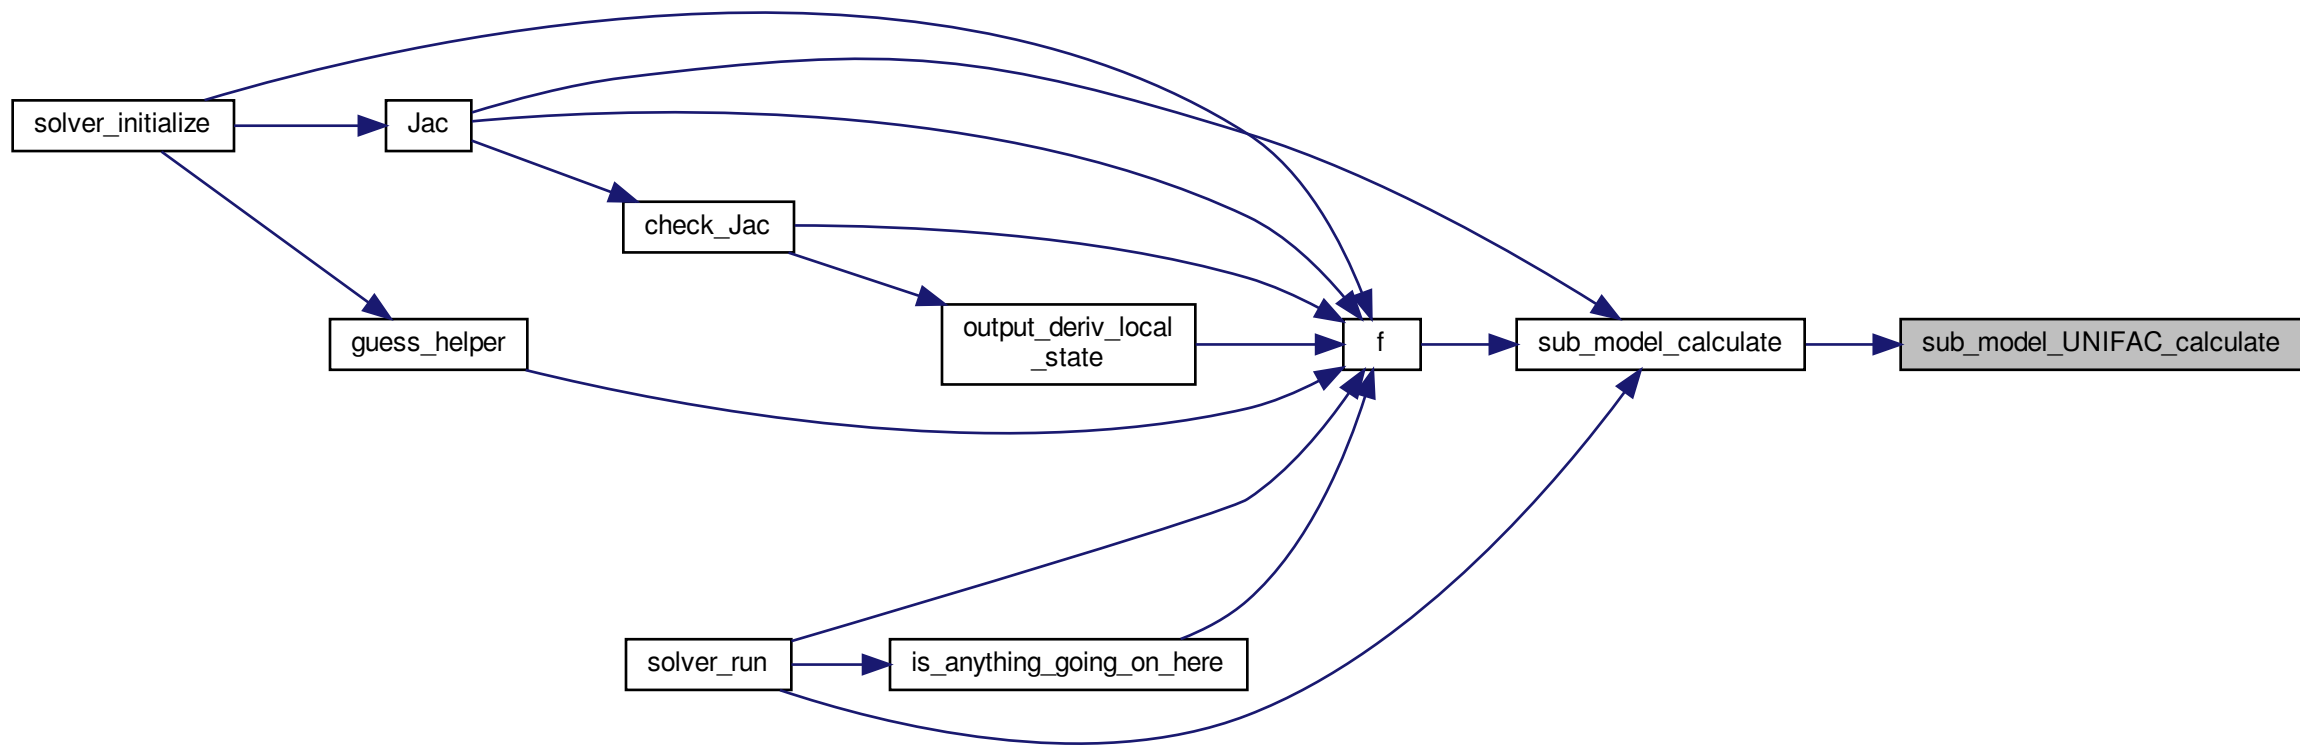 solver_initialize
Jac
check_Jac
guess_helper
output_deriv_local
_state
f
sub_model_calculate
sub_model_UNIFAC_calculate
solver_run
is_anything_going_on_here